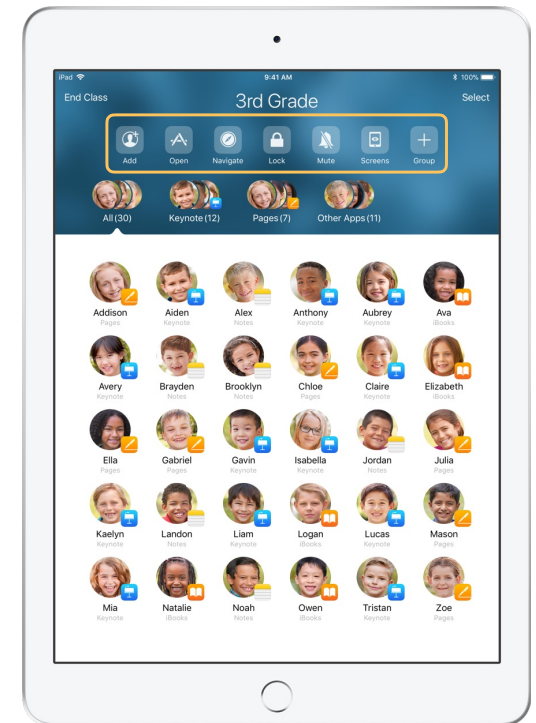 iPad 9:41 AM 100%
End Class 3rd Grade Select
Add Open Navigate Lock Mute Screens Group
All (30) Keynote (12) Pages (7) Other Apps (11)
Addison Aiden Alex Anthony Aubrey Ava
Pages Keynote Notes Keynote Keynote iBooks
Avery Brayden Brooklyn Chloe Claire Elizabeth
Keynote Notes Notes Pages Keynote iBooks
Ella Gabriel Gavin Isabella Jordan Julia
Pages Pages Keynote Keynote Notes Pages
Kaelyn Landon Liam Logan Lucas Mason
Keynote Notes Keynote iBooks Keynote Pages
Mia Natalie Noah Owen Tristan Zoe
Keynote iBooks Notes iBooks Keynote Pages